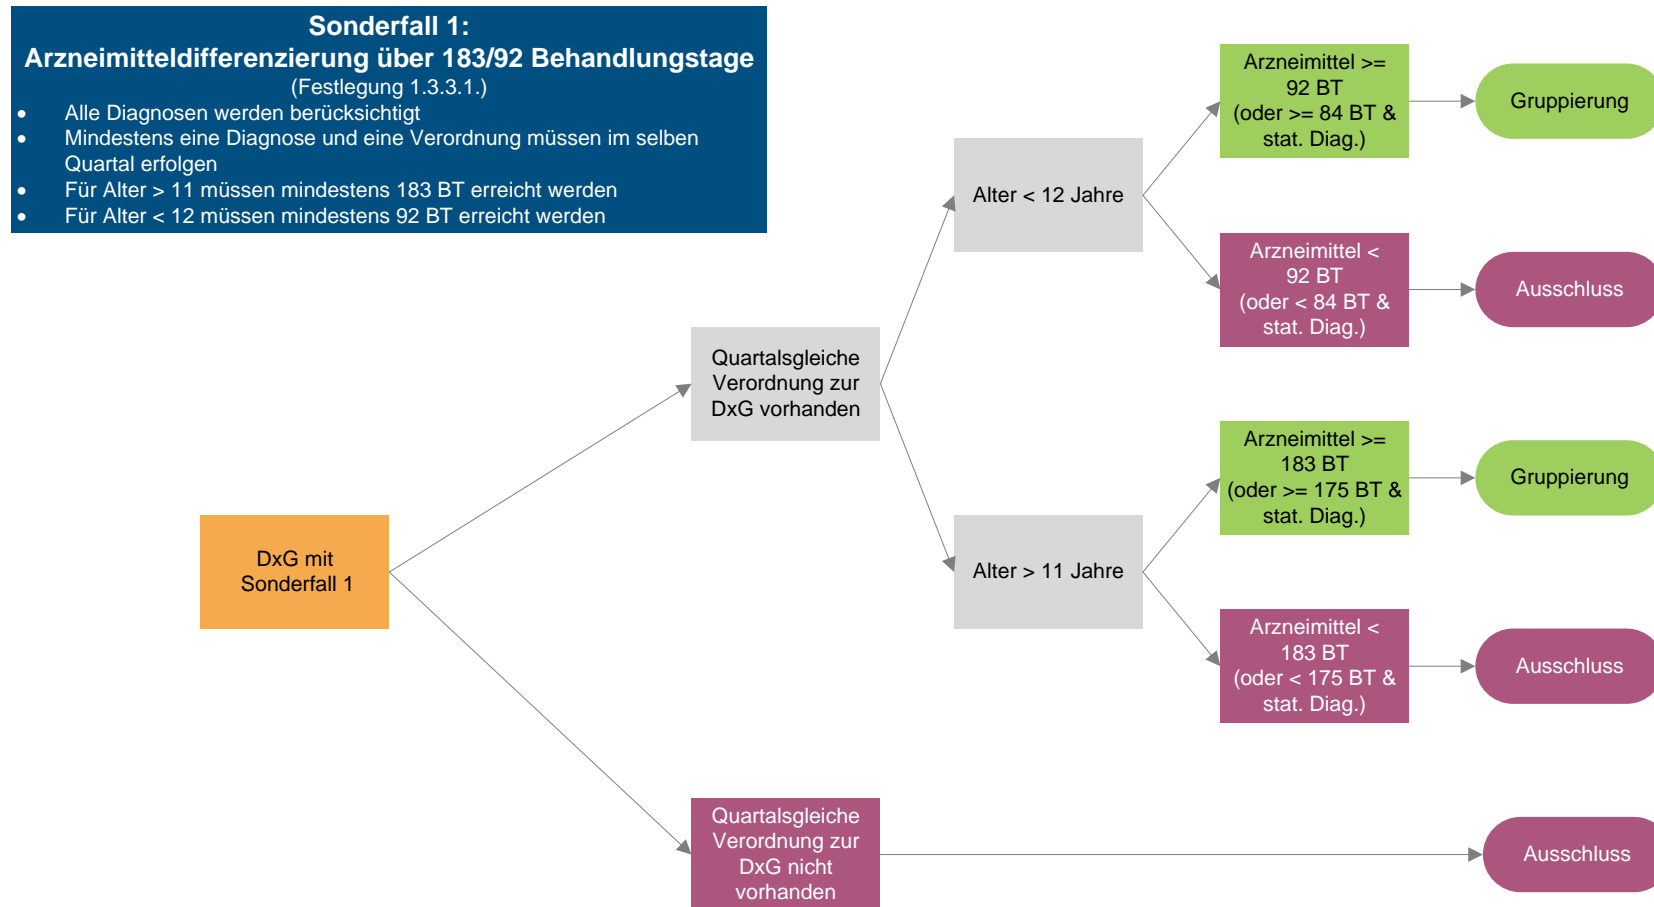 Sonderfall 1:
Arzneimitteldifferenzierung über 183/92 Behandlungstage
(Festlegung 1.3.3.1.)
• Alle Diagnosen werden berücksichtigt
• Mindestens eine Diagnose und eine Verordnung müssen im selben
Quartal erfolgen
• Für Alter > 11 müssen mindestens 183 BT erreicht werden
• Für Alter < 12 müssen mindestens 92 BT erreicht werden
DxG mit
Sonderfall 1
Quartalsgleiche
Verordnung zur
DxG vorhanden
Quartalsgleiche
Verordnung zur
DxG nicht
vorhanden
Alter < 12 Jahre
Alter > 11 Jahre
Arzneimittel >=
92 BT
(oder >= 84 BT &
stat. Diag.)
Gruppierung
Arzneimittel <
92 BT
(oder < 84 BT &
stat. Diag.)
Ausschluss
Arzneimittel >=
183 BT
(oder >= 175 BT &
stat. Diag.)
Gruppierung
Arzneimittel <
183 BT
(oder < 175 BT &
stat. Diag.)
Ausschluss
Ausschluss